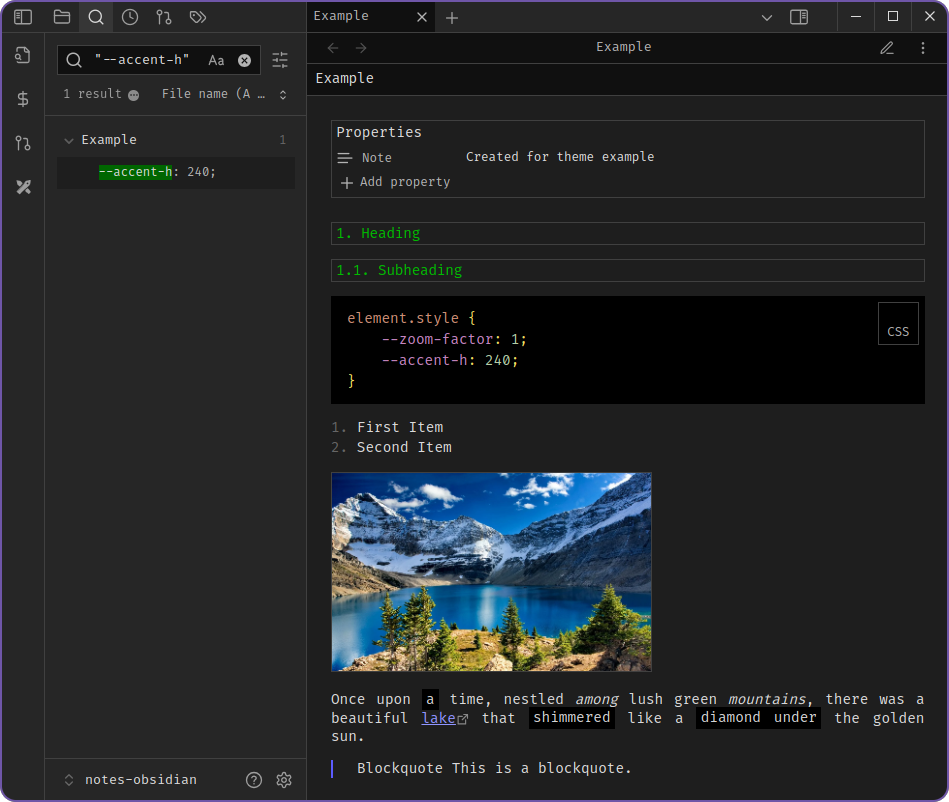 Example
"--accent-h" Aa
1 result File name (A …
Example 1
--accent-h: 240;
notes-obsidian
Example
Example
Properties
Note Created for theme example
Add property
1. Heading
1.1. Subheading
CSS
element.style {
--zoom-factor: 1;
--accent-h: 240;
}
1. First Item
2. Second Item
Once upon a time, nestled among lush green mountains, there was a
beautiful lake that shimmered like a diamond under the golden
sun.
Blockquote This is a blockquote.